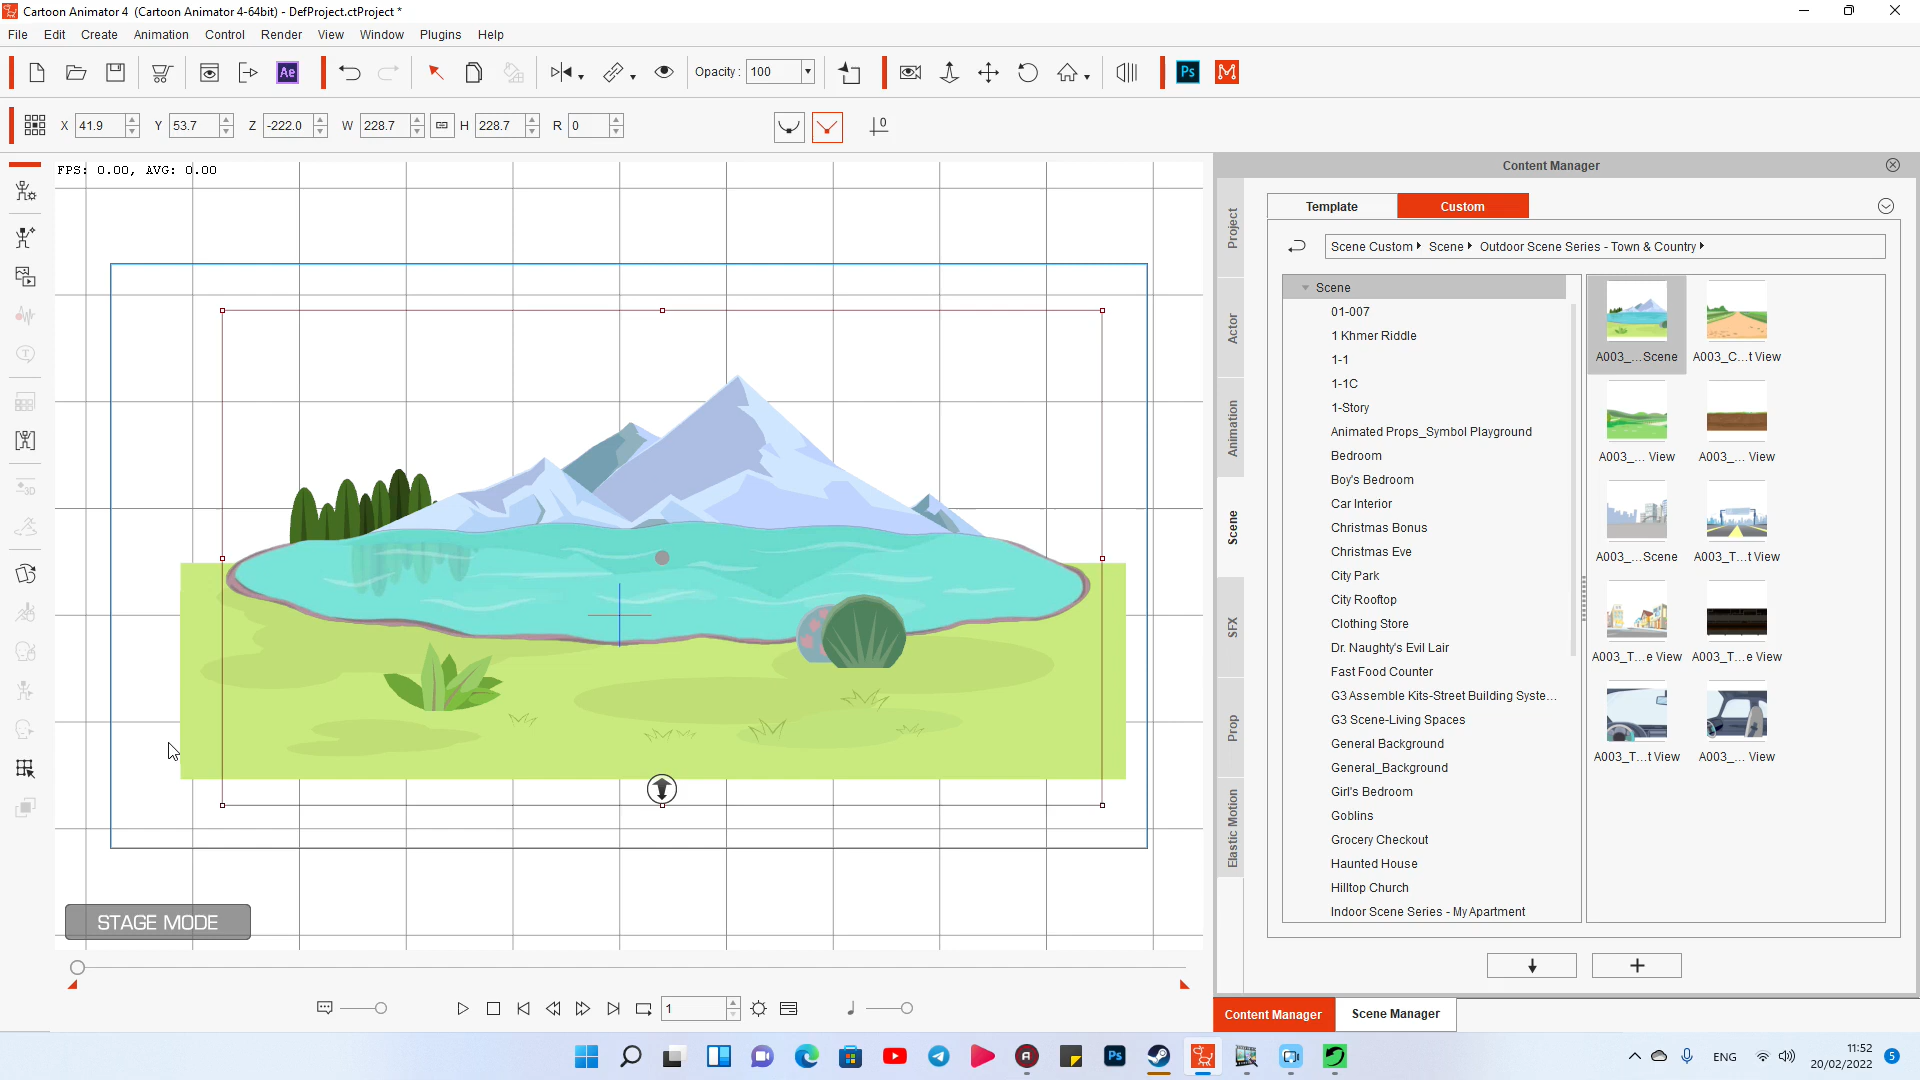 Cartoon Animator 4 (Cartoon Animator 4-64bit) - DefProject.ctProject *
File Edit Create Animation Control Render View Window Plugins Help
Ae Opacity : 100 Ps
X 41.9 Y 53.7 Z -222.0 W 228.7 H 228.7 R 0 0
FPS: 0.00, AVG: 0.00
STAGE MODE
1
Content Manager
Project
Actor
Animation
Scene
SFX
Prop
Elastic Motion
Template Custom
Scene Custom Scene Outdoor Scene Series - Town & Country
Scene
01-007
1 Khmer Riddle
1-1
1-1C
1-Story
Animated Props_Symbol Playground
Bedroom
Boy's Bedroom
Car Interior
Christmas Bonus
Christmas Eve
City Park
City Rooftop
Clothing Store
Dr. Naughty's Evil Lair
Fast Food Counter
G3 Assemble Kits-Street Building Syste...
G3 Scene-Living Spaces
General Background
General_Background
Girl's Bedroom
Goblins
Grocery Checkout
Haunted House
Hilltop Church
Indoor Scene Series - My Apartment
A003_...Scene A003_C...t View
A003_... View A003_... View
A003_...Scene A003_T...t View
A003_T...e View A003_T...e View
A003_T...t View A003_... View
Content Manager Scene Manager
Ps
ENG
11:52
20/02/2022
5